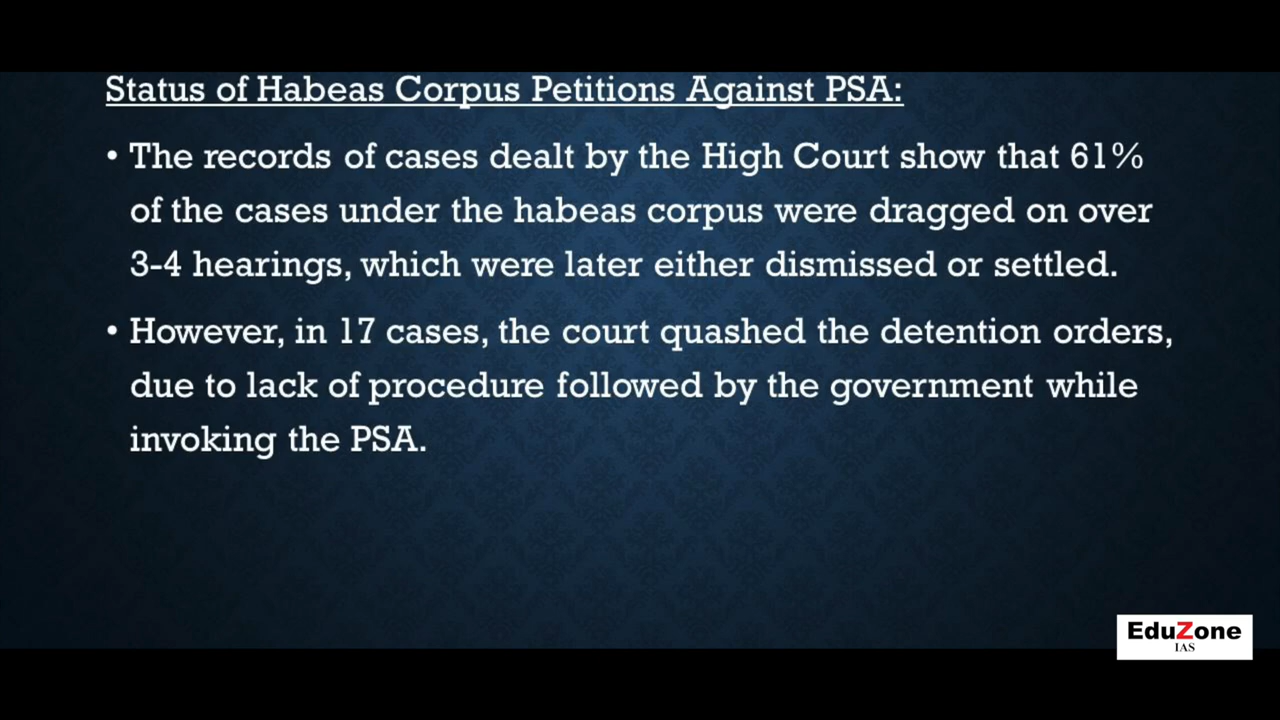 Status of Habeas Corpus Petitions Against PSA:
• The records of cases dealt by the High Court show that 61%
of the cases under the habeas corpus were dragged on over
3-4 hearings, which were later either dismissed or settled.
• However, in 17 cases, the court quashed the detention orders,
due to lack of procedure followed by the government while
invoking the PSA.
EduZone
IAS